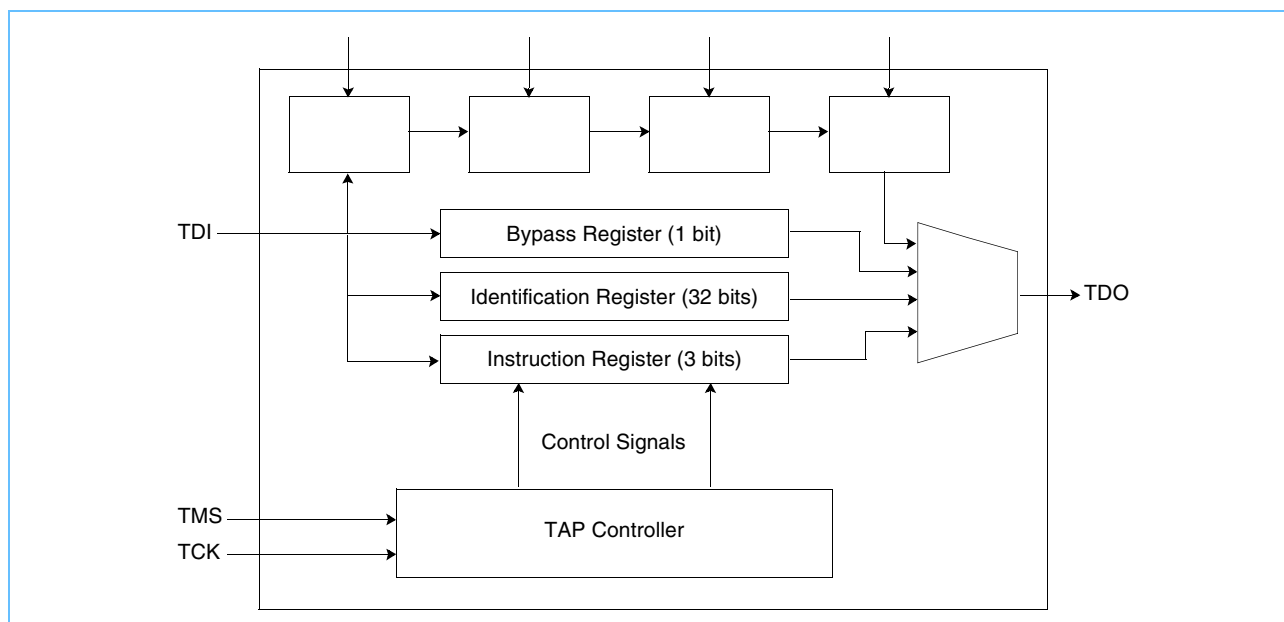 TDI
Bypass Register (1 bit)
Identification Register (32 bits)
TDO
Instruction Register (3 bits)
Control Signals
TMS
TAP Controller
TCK